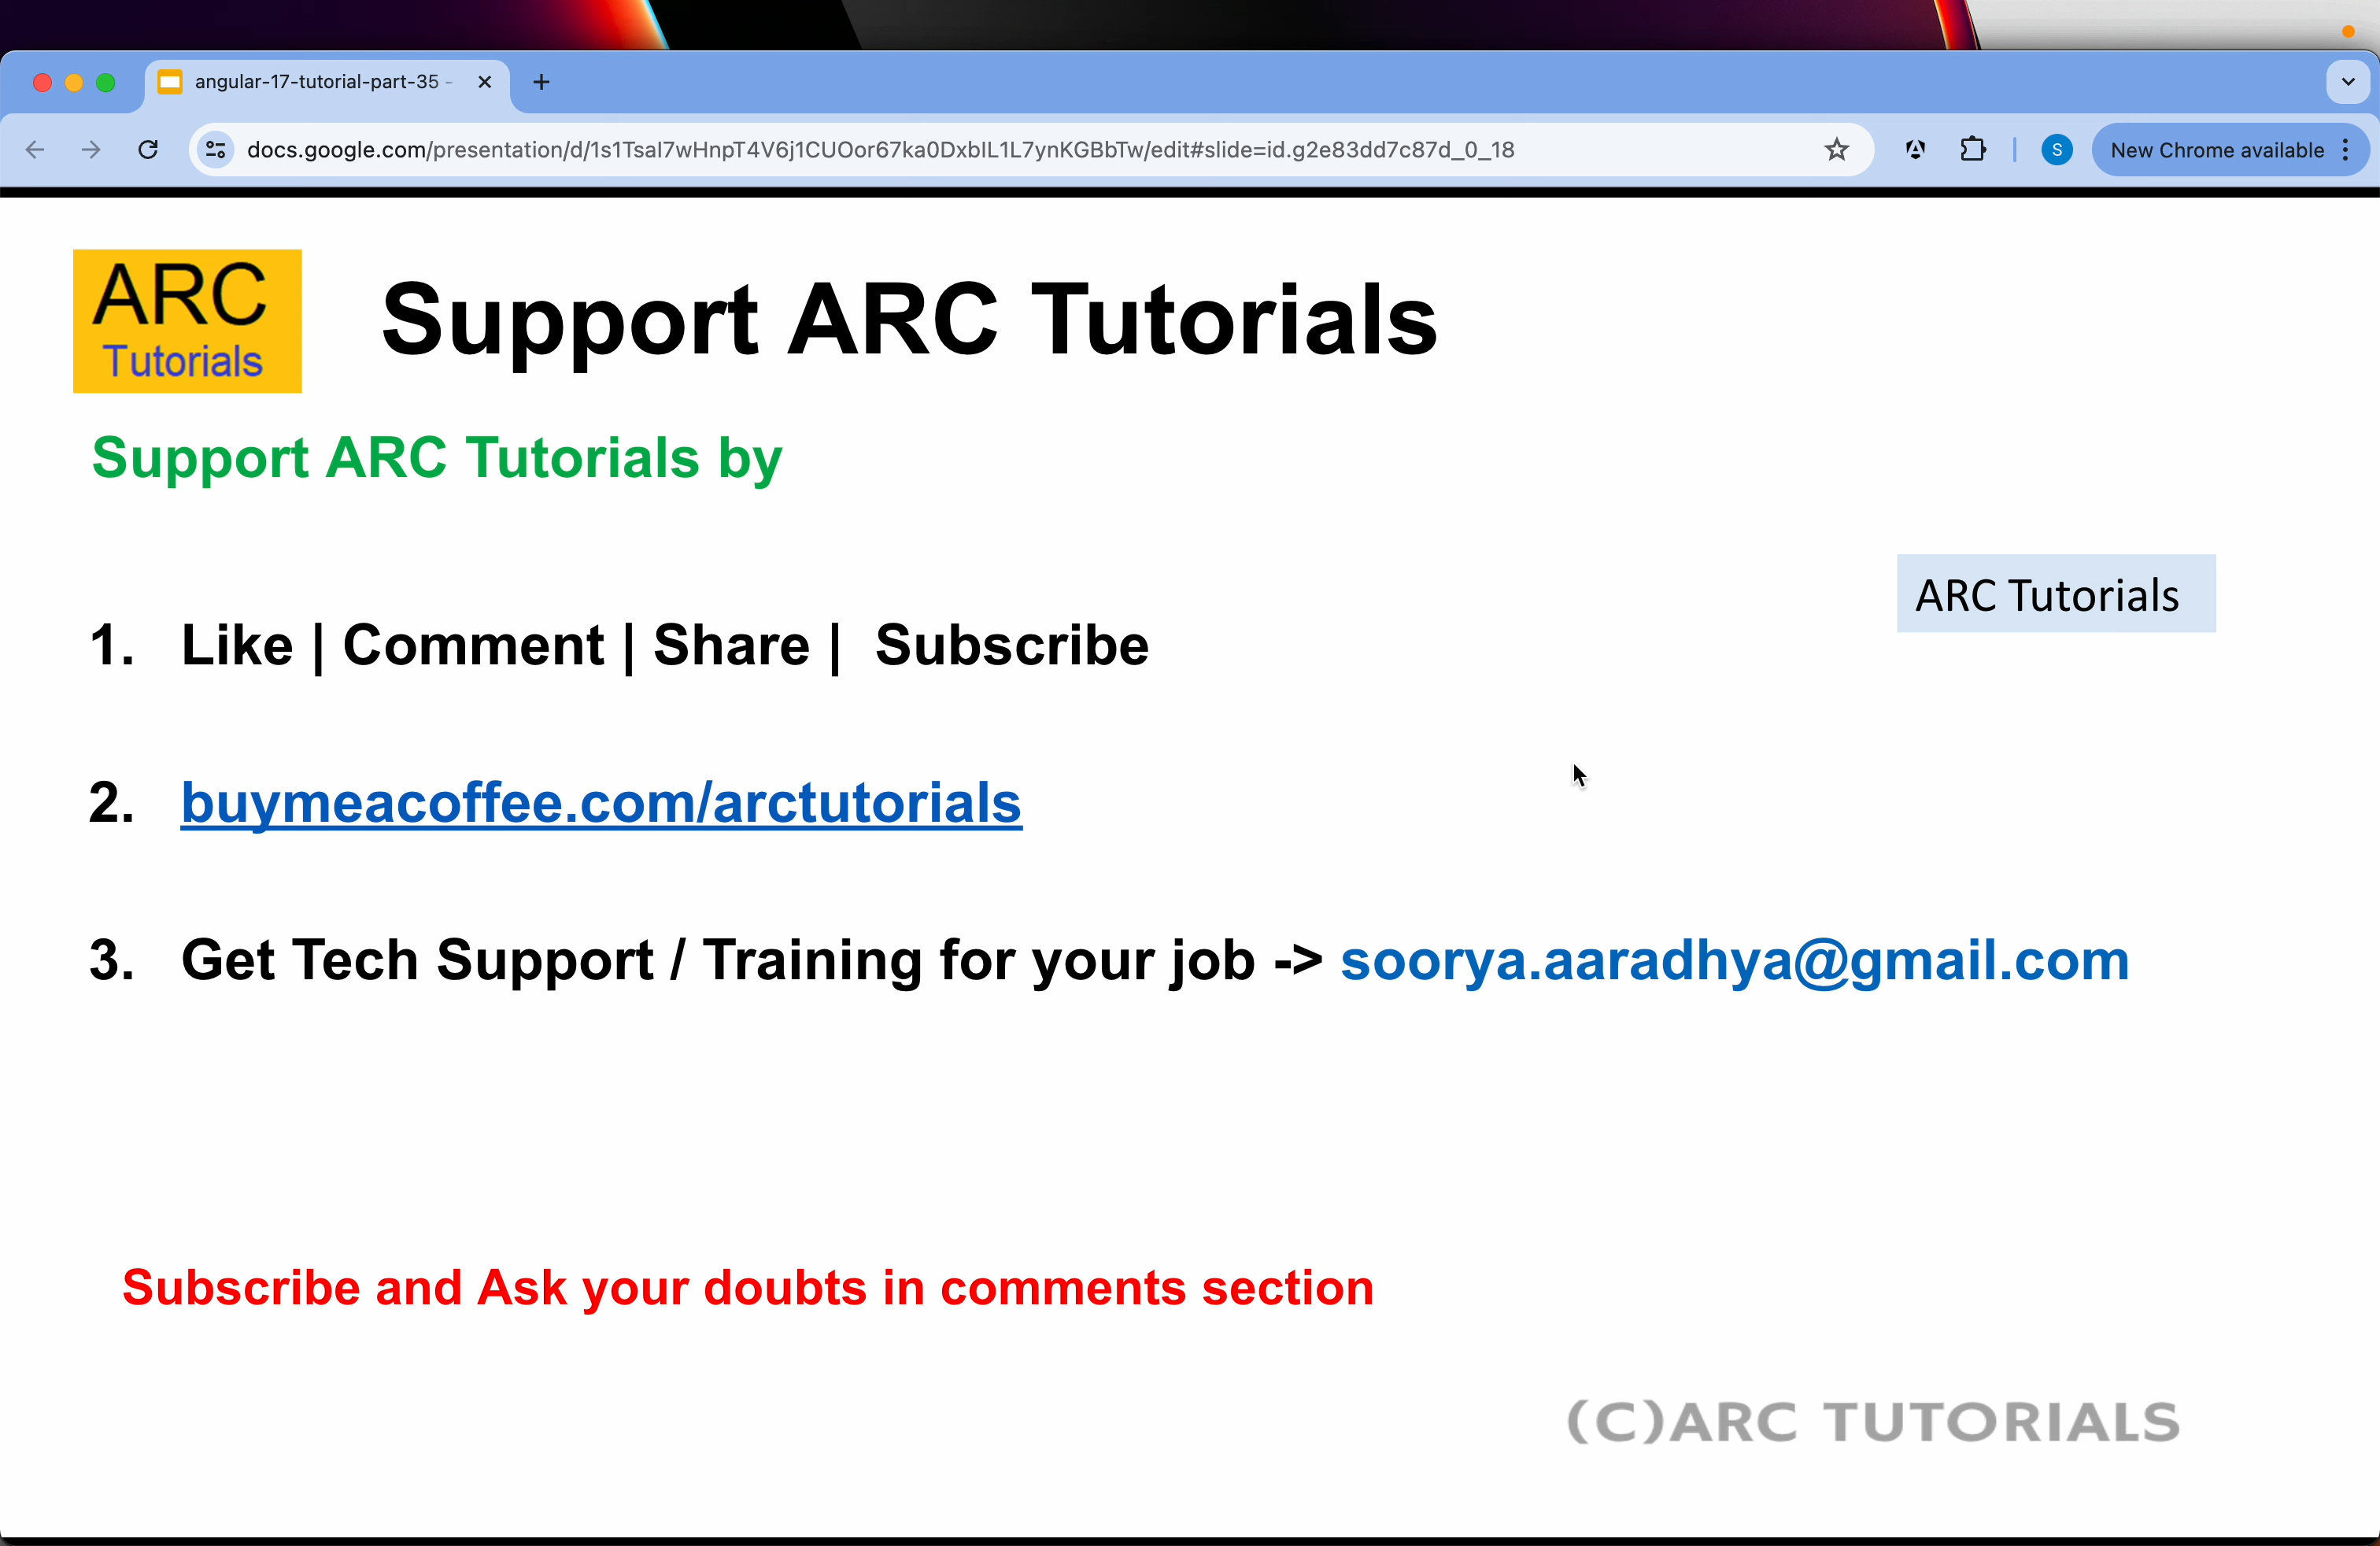 angular-17-tutorial-part-35 -
docs.google.com/presentation/d/1s1TsaI7wHnpT4V6j1CUOor67ka0DxbIL1L7ynKGBbTw/edit#slide=id.g2e83dd7c87d_0_18
S
New Chrome available
ARC
Tutorials
Support ARC Tutorials
Support ARC Tutorials by
ARC Tutorials
1. Like | Comment | Share | Subscribe
2. buymeacoffee.com/arctutorials
3. Get Tech Support / Training for your job -> soorya.aaradhya@gmail.com
Subscribe and Ask your doubts in comments section
(C)ARC TUTORIALS